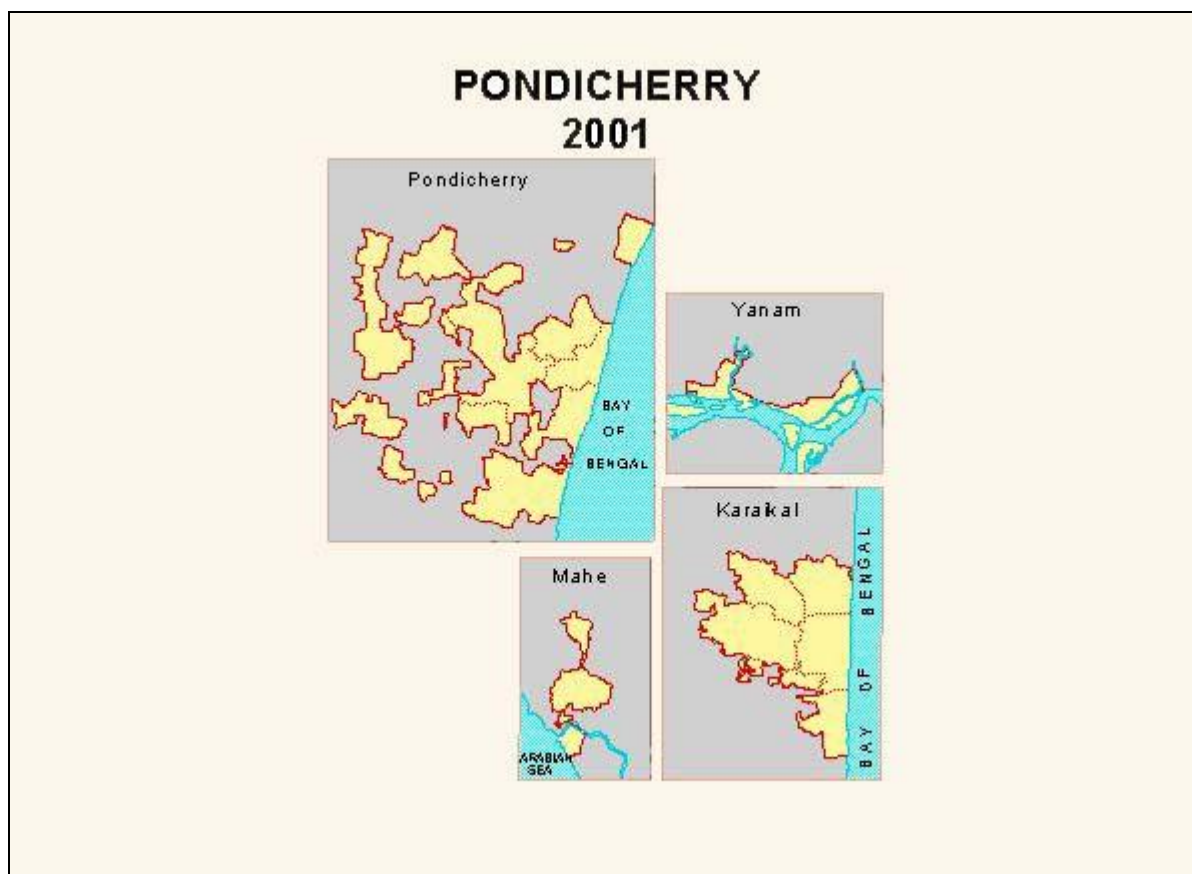 PONDICHERRY
2001
Pondicherry
BAY
OF
BENGAL
Yanam
Karaikal
BAY OF BENGAL
Mahe
ARABIAN
SEA